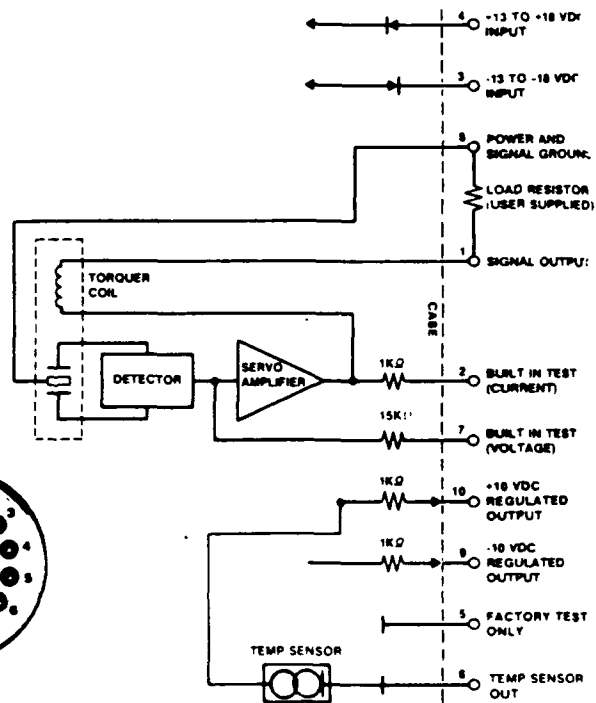 4 +13 TO +18 VDC
INPUT
3 -13 TO -18 VDC
INPUT
8 POWER AND
SIGNAL GROUND
LOAD RESISTOR
(USER SUPPLIED)
1 SIGNAL OUTPUT
TORQUER
COIL
CASE
DETECTOR
SERVO
AMPLIFIER
1KΩ
2 BUILT IN TEST
(CURRENT)
15KΩ
7 BUILT IN TEST
(VOLTAGE)
1KΩ
10 +10 VDC
REGULATED
OUTPUT
1KΩ
9 -10 VDC
REGULATED
OUTPUT
3
4
5
6
5 FACTORY TEST
ONLY
TEMP SENSOR
6 TEMP SENSOR
OUT